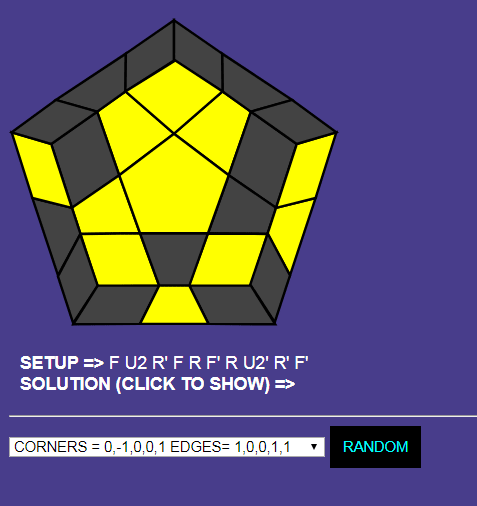 SETUP => F U2 R' F R F' R U2' R' F'
SOLUTION (CLICK TO SHOW) =>
CORNERS = 0,-1,0,0,1 EDGES= 1,0,0,1,1 RANDOM